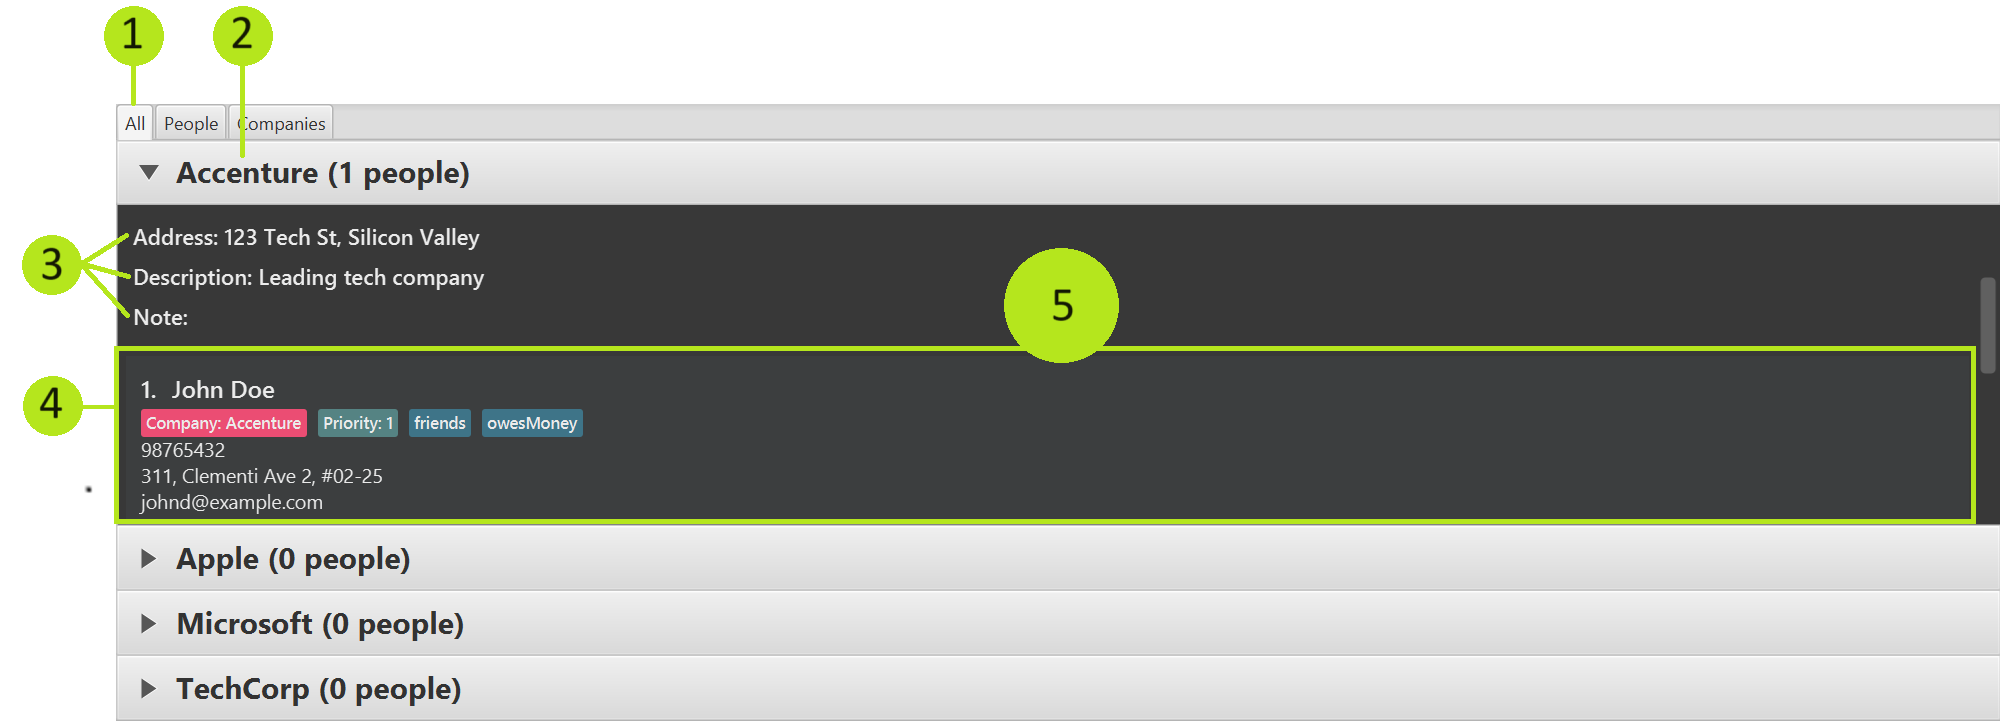 1 2
All People Companies
Accenture (1 people)
Address: 123 Tech St, Silicon Valley
3
Description: Leading tech company
5
Note:
1. John Doe
4
Company: Accenture Priority: 1 friends owesMoney
98765432
311, Clementi Ave 2, #02-25
johnd@example.com
Apple (0 people)
Microsoft (0 people)
TechCorp (0 people)